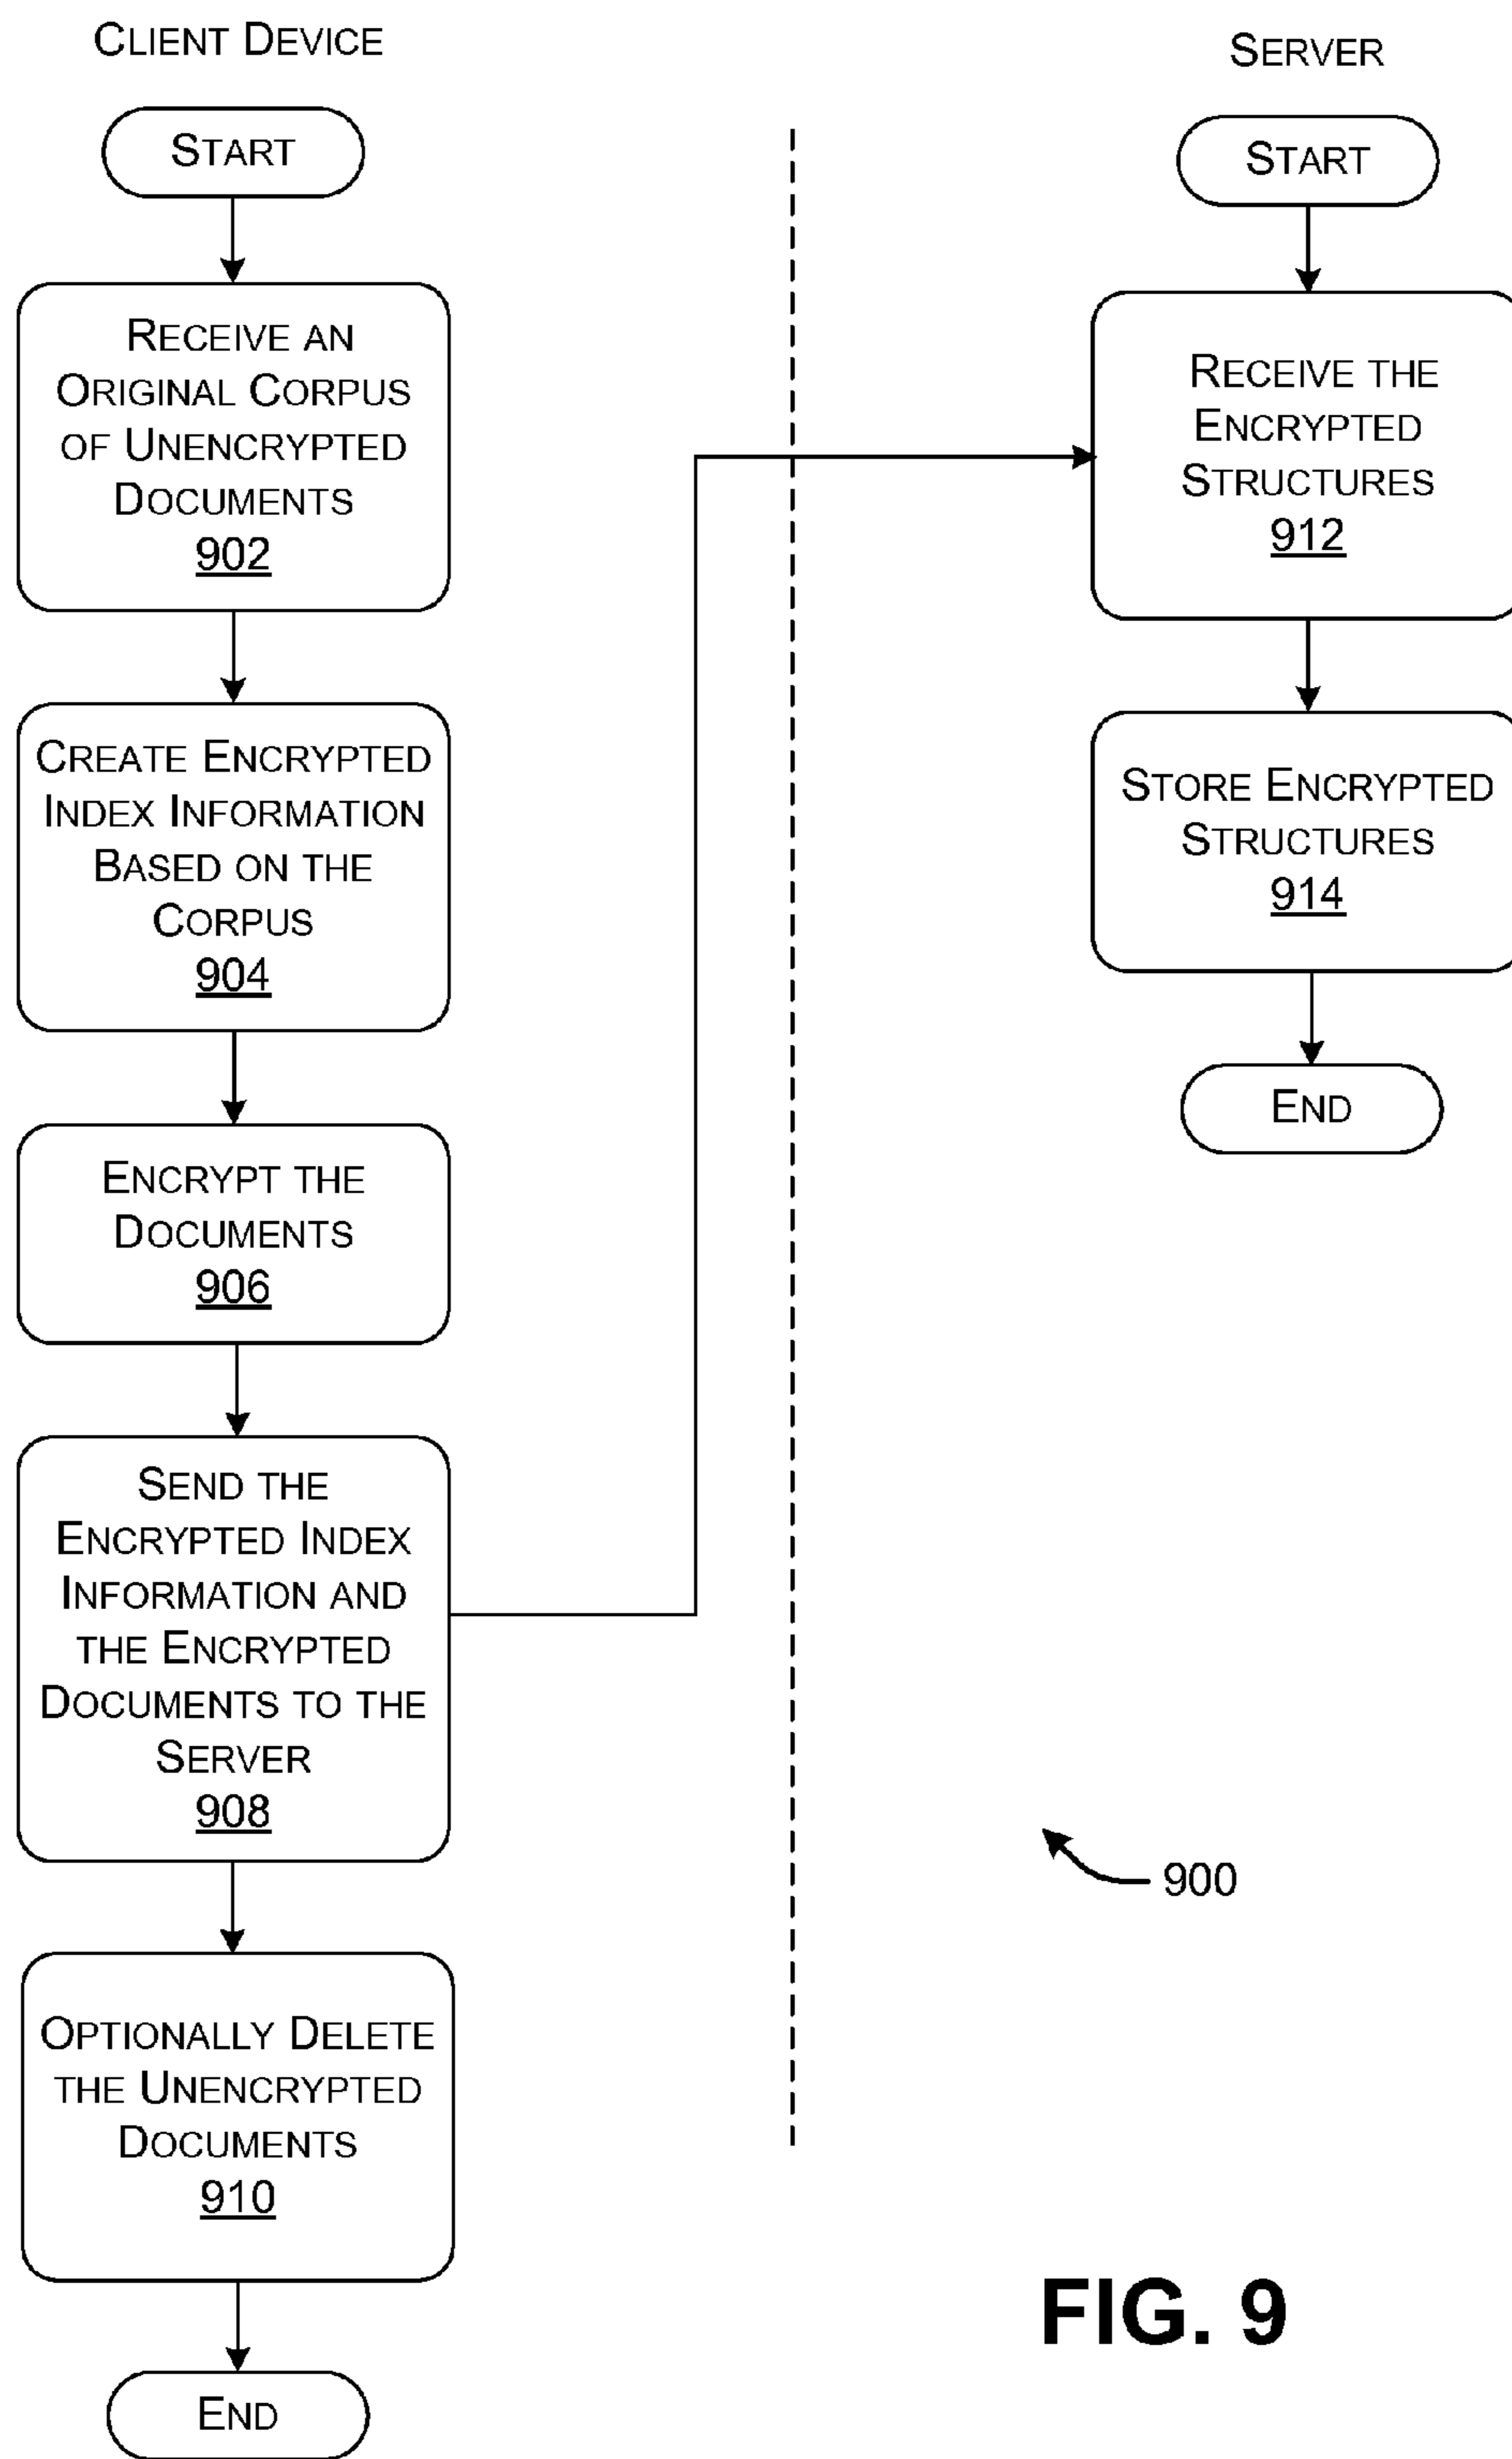 CLIENT DEVICE
START
RECEIVE AN
ORIGINAL CORPUS
OF UNENCRYPTED
DOCUMENTS
902
CREATE ENCRYPTED
INDEX INFORMATION
BASED ON THE
CORPUS
904
ENCRYPT THE
DOCUMENTS
906
SEND THE
ENCRYPTED INDEX
INFORMATION AND
THE ENCRYPTED
DOCUMENTS TO THE
SERVER
908
OPTIONALLY DELETE
THE UNENCRYPTED
DOCUMENTS
910
END
SERVER
START
RECEIVE THE
ENCRYPTED
STRUCTURES
912
STORE ENCRYPTED
STRUCTURES
914
END
900
FIG. 9